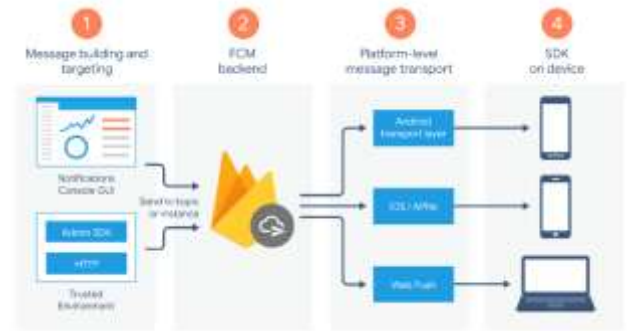 1
2
3
4
Message building and
targeting
FCM
backend
Platform-level
message transport
SDK
on device
Notifications
Console GUI
Send to topic
or instance
Admin SDK
HTTP
Trusted
Environment
Android
transport layer
iOS / APNs
Web Push